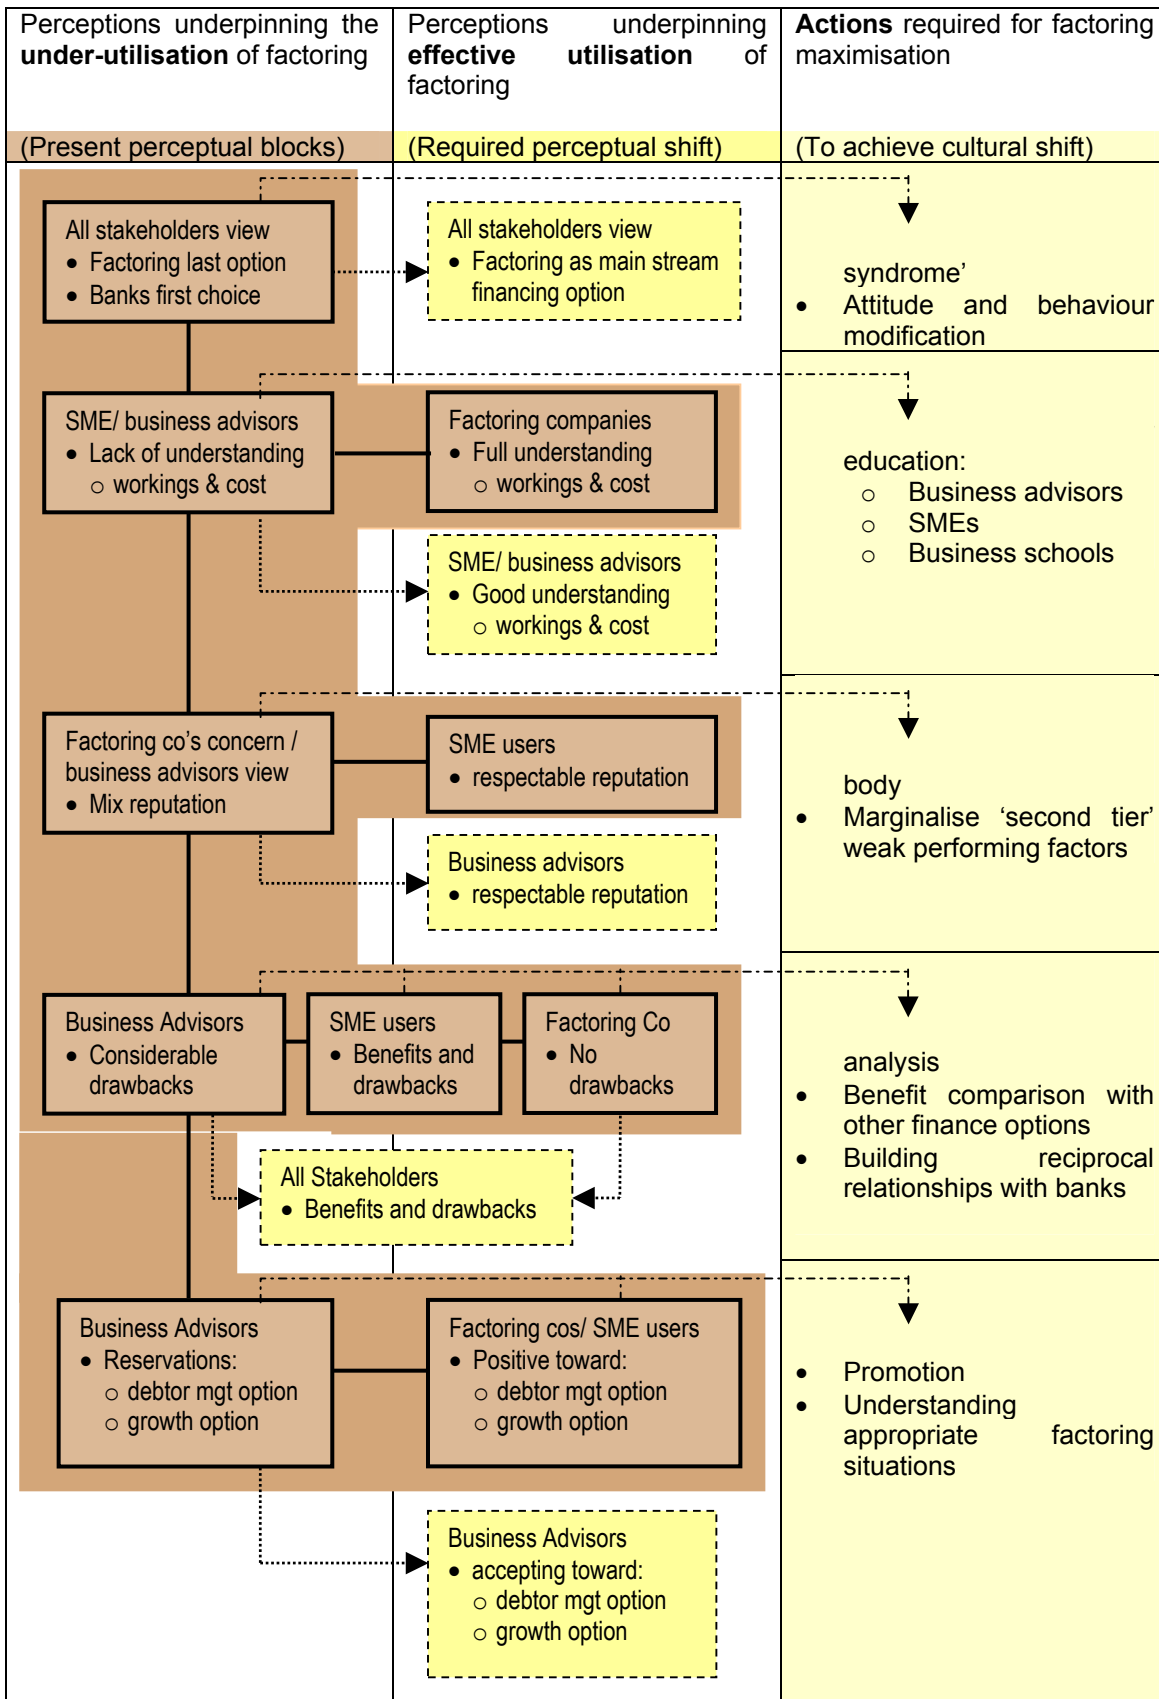 Perceptions underpinning the
under-utilisation of factoring
Perceptions underpinning
effective utilisation of
factoring
Actions required for factoring
maximisation
(Present perceptual blocks)
(Required perceptual shift)
(To achieve cultural shift)
All stakeholders view
• Factoring last option
• Banks first choice
All stakeholders view
• Factoring as main stream
financing option
syndrome’
• Attitude and behaviour
modification
SME/ business advisors
• Lack of understanding
o workings & cost
Factoring companies
• Full understanding
o workings & cost
SME/ business advisors
• Good understanding
o workings & cost
education:
o Business advisors
o SMEs
o Business schools
Factoring co’s concern /
business advisors view
• Mix reputation
SME users
• respectable reputation
Business advisors
• respectable reputation
body
• Marginalise ‘second tier’
weak performing factors
Business Advisors
• Considerable
drawbacks
SME users
• Benefits and
drawbacks
Factoring Co
• No
drawbacks
All Stakeholders
• Benefits and drawbacks
analysis
• Benefit comparison with
other finance options
• Building reciprocal
relationships with banks
Business Advisors
• Reservations:
o debtor mgt option
o growth option
Factoring cos/ SME users
• Positive toward:
o debtor mgt option
o growth option
Business Advisors
• accepting toward:
o debtor mgt option
o growth option
• Promotion
• Understanding
appropriate factoring
situations